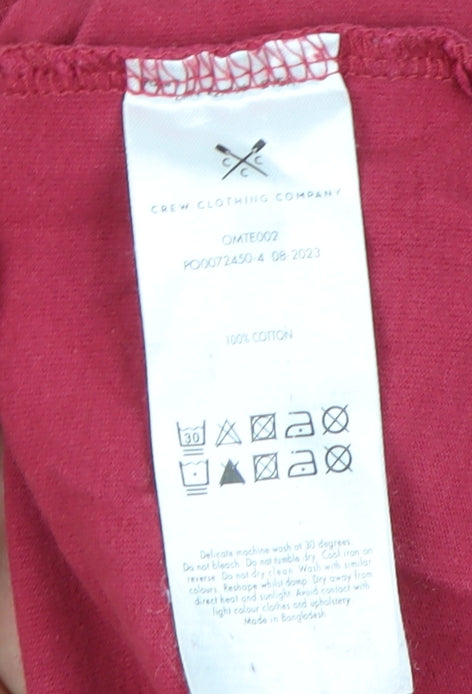 C C
C
CREW CLOTHING COMPANY
OMTE002
PO0072450-4 08-2023
100% COTTON
30
Delicate machine wash at 30 degrees.
Do not bleach. Do not tumble dry. Cool iron on
reverse. Do not dry clean. Wash with similar
colours. Reshape whilst damp. Dry away from
direct heat and sunlight. Avoid contact with
light colour clothes and upholstery.
Made in Bangladesh